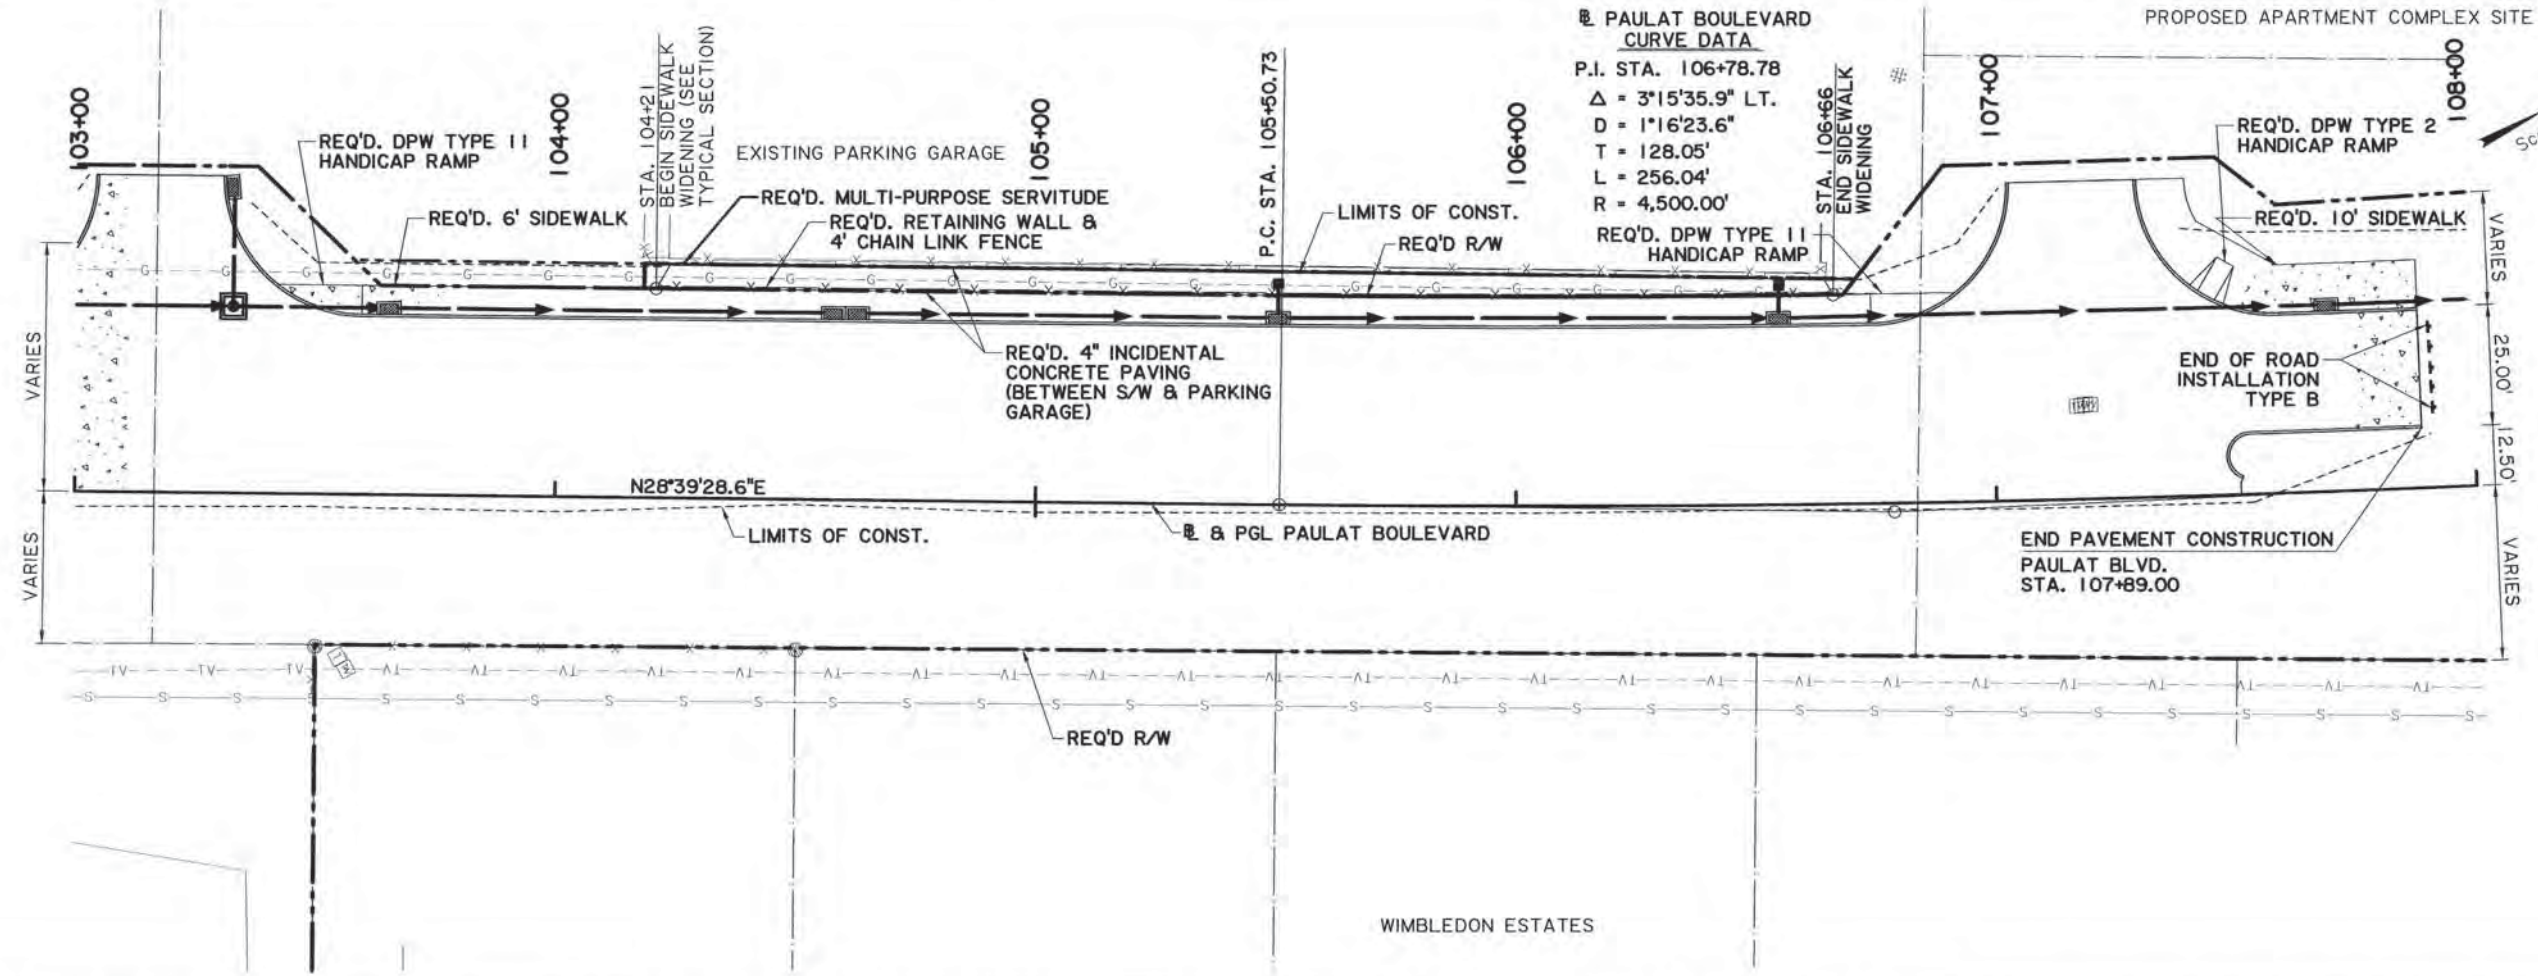 ℄ PAULAT BOULEVARD
CURVE DATA
P.I. STA. 106+78.78
Δ = 3°15'35.9" LT.
D = 1°16'23.6"
T = 128.05'
L = 256.04'
R = 4,500.00'
PROPOSED APARTMENT COMPLEX SITE
103+00
104+00
105+00
106+00
107+00
108+00
REQ'D. DPW TYPE 11
HANDICAP RAMP
REQ'D. 6' SIDEWALK
STA. 104+21
BEGIN SIDEWALK
WIDENING (SEE
TYPICAL SECTION)
EXISTING PARKING GARAGE
REQ'D. MULTI-PURPOSE SERVITUDE
REQ'D. RETAINING WALL &
4' CHAIN LINK FENCE
P.C. STA. 105+50.73
LIMITS OF CONST.
REQ'D R/W
REQ'D. DPW TYPE 11
HANDICAP RAMP
STA. 106+66
END SIDEWALK
WIDENING
REQ'D. DPW TYPE 2
HANDICAP RAMP
REQ'D. 10' SIDEWALK
VARIES
25.00'
12.50'
VARIES
VARIES
VARIES
REQ'D. 4" INCIDENTAL
CONCRETE PAVING
(BETWEEN S/W & PARKING
GARAGE)
END OF ROAD
INSTALLATION
TYPE B
N28°39'28.6"E
LIMITS OF CONST.
℄ & PGL PAULAT BOULEVARD
END PAVEMENT CONSTRUCTION
PAULAT BLVD.
STA. 107+89.00
REQ'D R/W
WIMBLEDON ESTATES